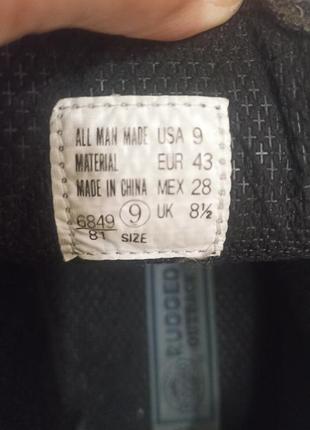 ALL MAN MADE USA 9
MATERIAL EUR 43
MADE IN CHINA MEX 28
6849 9 UK 8½
81 SIZE
RUGGED
OUTBACK